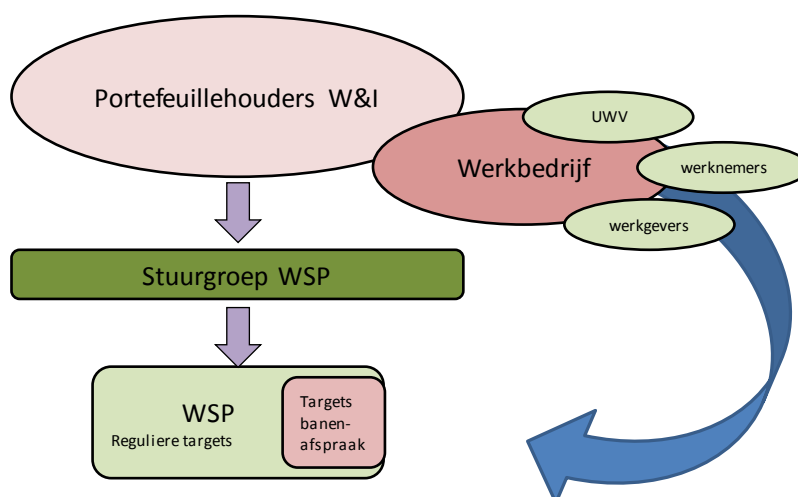 Portefeuillehouders W&I
UWV
Werkbedrijf
werknemers
werkgevers
Stuurgroep WSP
WSP
Reguliere targets
Targets
banen-
afspraak